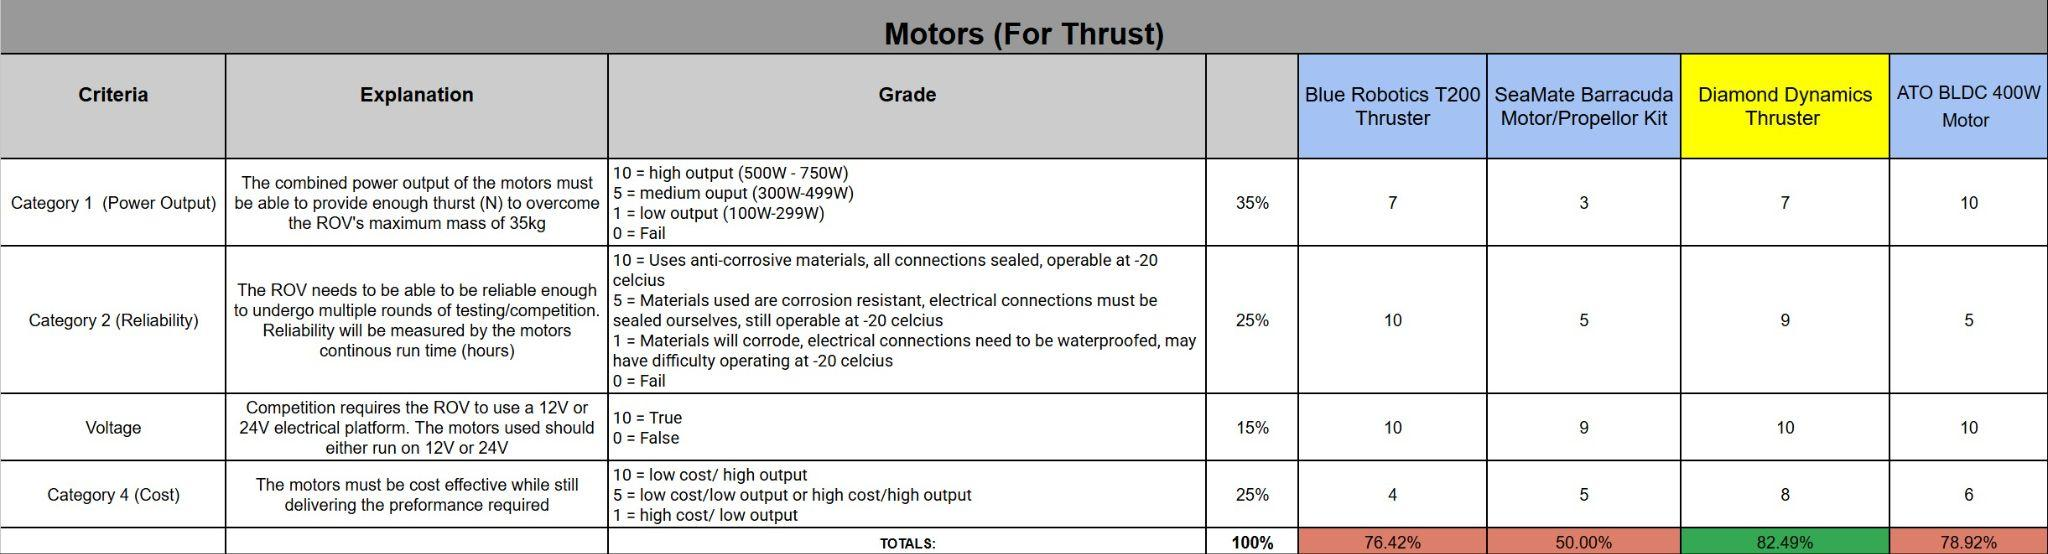 Motors (For Thrust)
Criteria
Explanation
Grade
Blue Robotics T200
Thruster
SeaMate Barracuda
Motor/Propellor Kit
Diamond Dynamics
Thruster
ATO BLDC 400W
Motor
Category 1 (Power Output)
The combined power output of the motors must
be able to provide enough thurst (N) to overcome
the ROV's maximum mass of 35kg
10 = high output (500W - 750W)
5 = medium ouput (300W-499W)
1 = low output (100W-299W)
0 = Fail
35%
7
3
7
10
Category 2 (Reliability)
The ROV needs to be able to be reliable enough
to undergo multiple rounds of testing/competition.
Reliability will be measured by the motors
continous run time (hours)
10 = Uses anti-corrosive materials, all connections sealed, operable at -20
celcius
5 = Materials used are corrosion resistant, electrical connections must be
sealed ourselves, still operable at -20 celcius
1 = Materials will corrode, electrical connections need to be waterproofed, may
have difficulty operating at -20 celcius
0 = Fail
25%
10
5
9
5
Voltage
Competition requires the ROV to use a 12V or
24V electrical platform. The motors used should
either run on 12V or 24V
10 = True
0 = False
15%
10
9
10
10
Category 4 (Cost)
The motors must be cost effective while still
delivering the preformance required
10 = low cost/ high output
5 = low cost/low output or high cost/high output
1 = high cost/ low output
25%
4
5
8
6
TOTALS:
100%
76.42%
50.00%
82.49%
78.92%